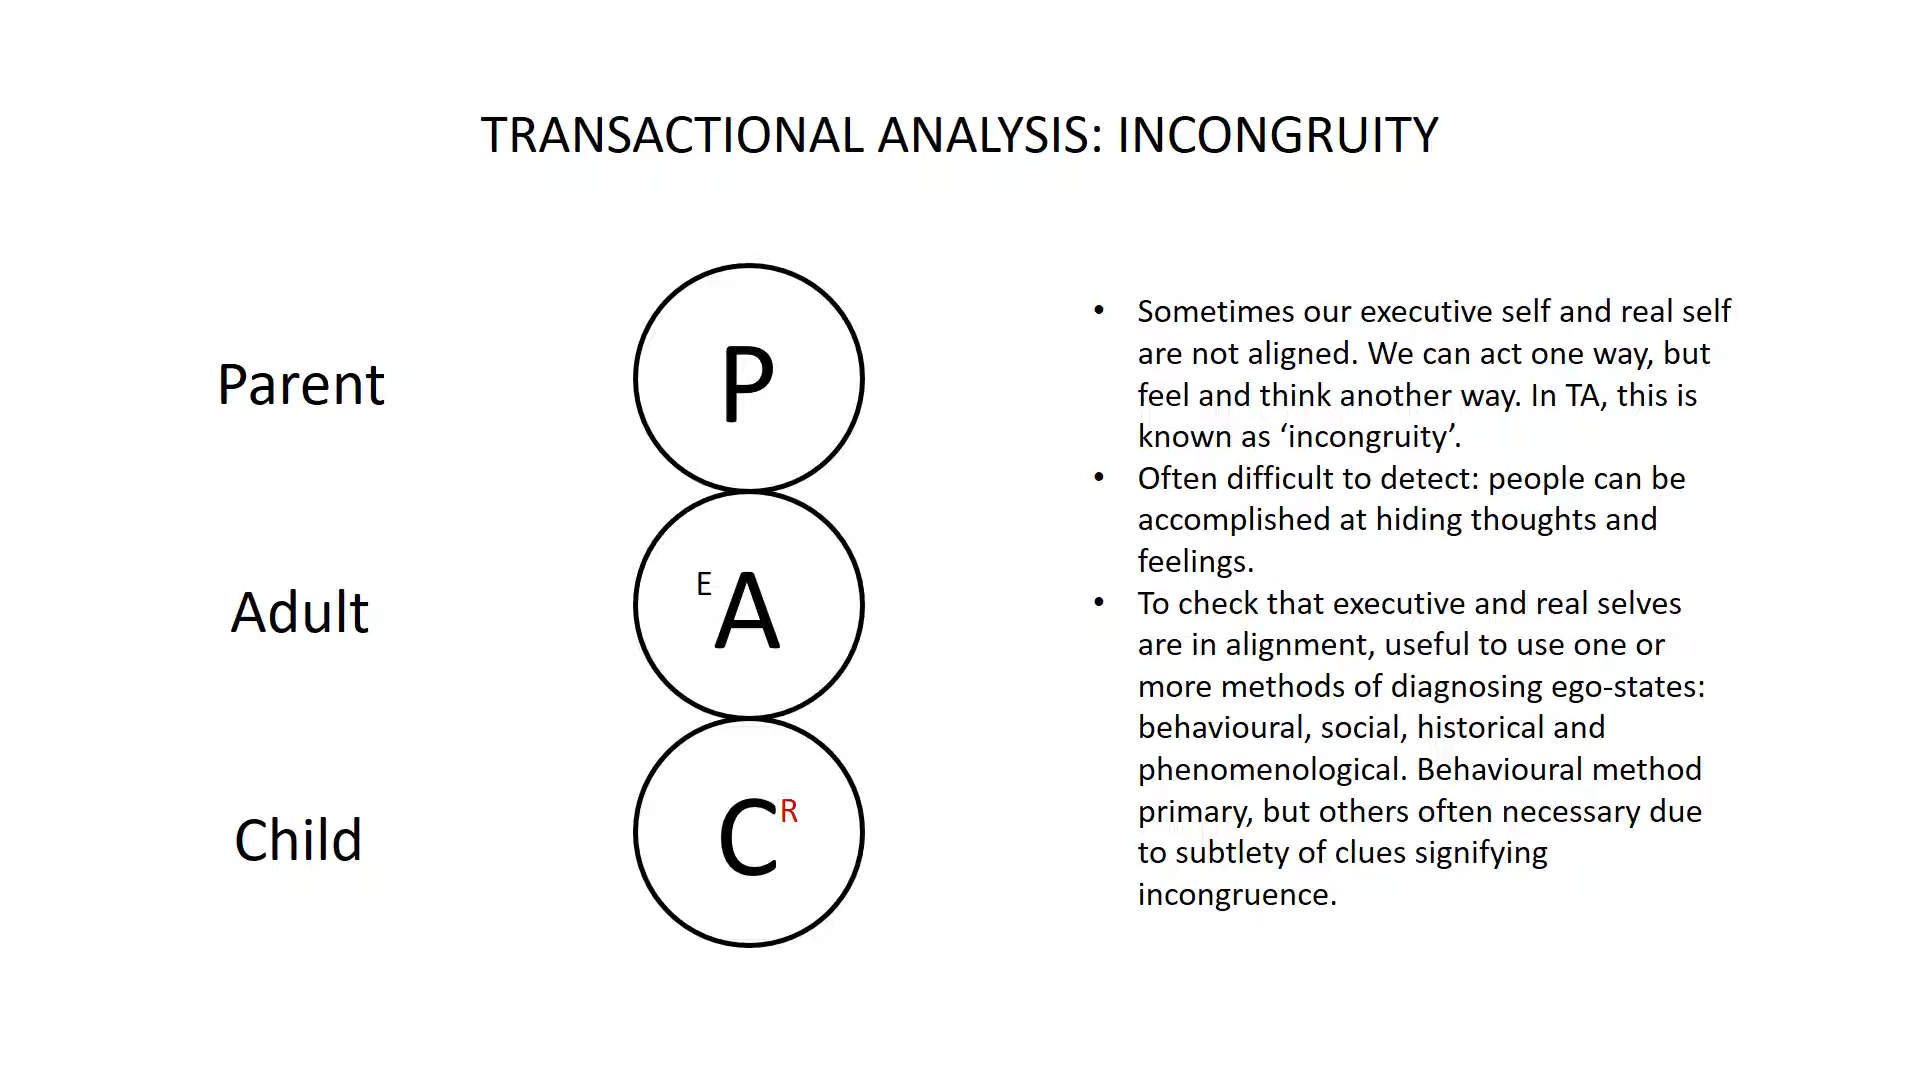 TRANSACTIONAL ANALYSIS: INCONGRUITY
Parent
P
Adult
E
A
Child
C
R
• Sometimes our executive self and real self
are not aligned. We can act one way, but
feel and think another way. In TA, this is
known as ‘incongruity’.
• Often difficult to detect: people can be
accomplished at hiding thoughts and
feelings.
• To check that executive and real selves
are in alignment, useful to use one or
more methods of diagnosing ego-states:
behavioural, social, historical and
phenomenological. Behavioural method
primary, but others often necessary due
to subtlety of clues signifying
incongruence.